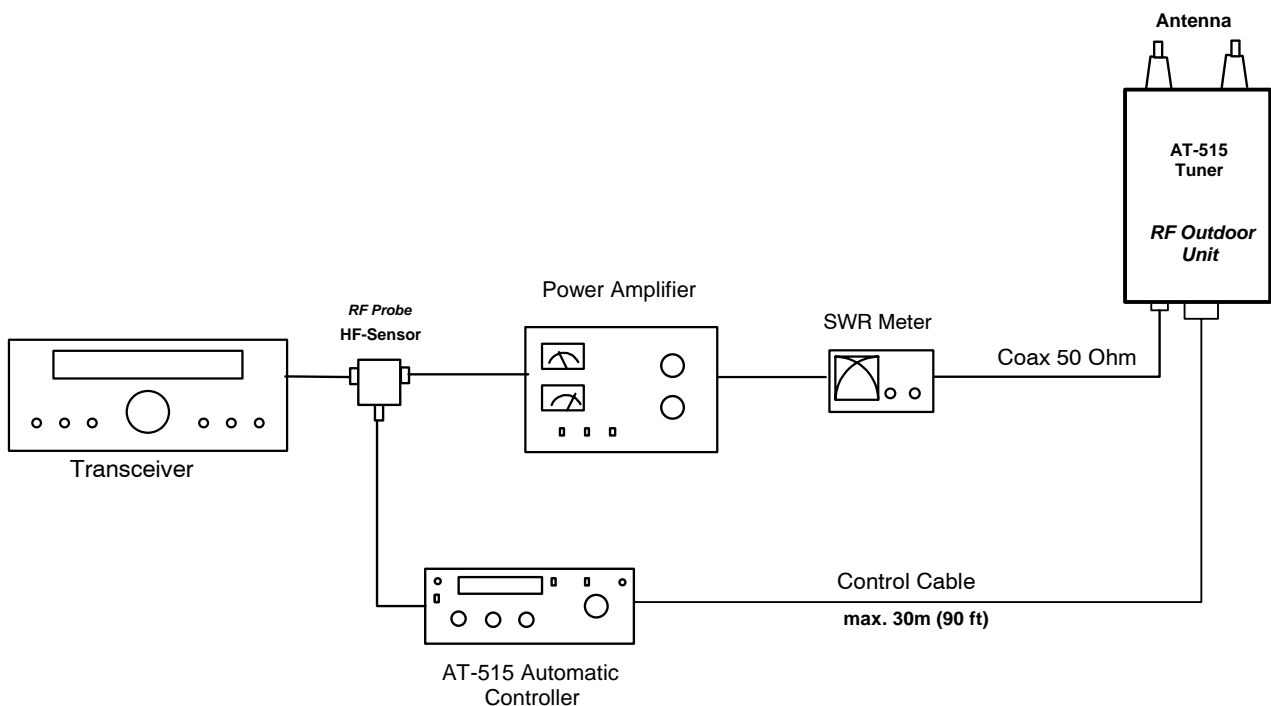 Antenna
AT-515
Tuner
RF Outdoor
Unit
Power Amplifier
RF Probe
HF-Sensor
SWR Meter
Coax 50 Ohm
Transceiver
Control Cable
max. 30m (90 ft)
AT-515 Automatic
Controller